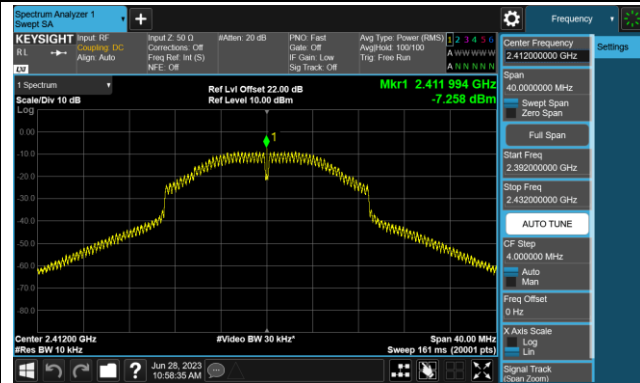 Spectrum Analyzer 1
Swept SA
Frequency
KEYSIGHT
RL
LXI
Input: RF
Coupling: DC
Align: Auto
Input Z: 50 Ω
Corrections: Off
Freq Ref: Int (S)
NFE: Off
#Atten: 20 dB
PNO: Fast
Gate: Off
IF Gain: Low
Sig Track: Off
Avg Type: Power (RMS)
Avg|Hold: 100/100
Trig: Free Run
1 2 3 4 5 6
A W W W W W
A N N N N N
1 Spectrum
Scale/Div 10 dB
Log
Ref Lvl Offset 22.00 dB
Ref Level 10.00 dBm
Mkr1 2.411 994 GHz
-7.258 dBm
1
0.00
-10.0
-20.0
-30.0
-40.0
-50.0
-60.0
-70.0
-80.0
Center 2.41200 GHz
#Res BW 10 kHz
#Video BW 30 kHz*
Span 40.00 MHz
Sweep 161 ms (20001 pts)
Jun 28, 2023
10:58:35 AM
Center Frequency
2.412000000 GHz
Span
40.0000000 MHz
Swept Span
Zero Span
Full Span
Start Freq
2.392000000 GHz
Stop Freq
2.432000000 GHz
AUTO TUNE
CF Step
4.000000 MHz
Auto
Man
Freq Offset
0 Hz
X Axis Scale
Log
Lin
Signal Track
(Span Zoom)
Settings